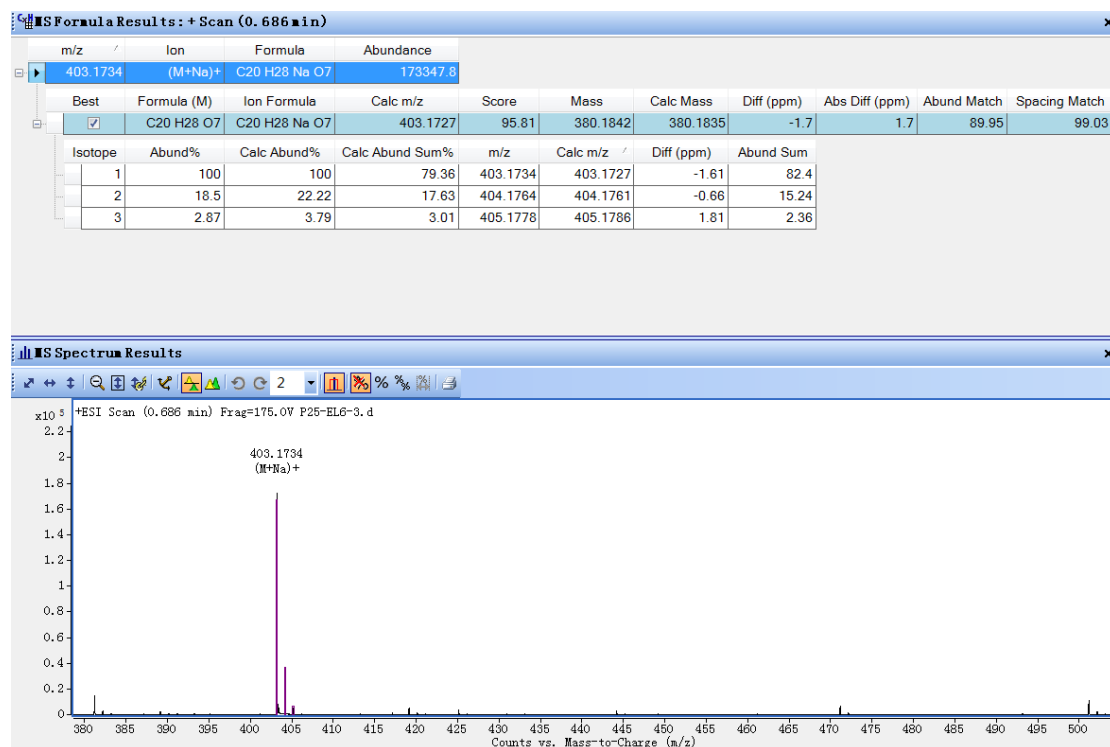 MS Formula Results: + Scan (0.686 min)
m/z Ion Formula Abundance
403.1734 (M+Na)+ C20 H28 Na O7 173347.8
Best Formula (M) Ion Formula Calc m/z Score Mass Calc Mass Diff (ppm) Abs Diff (ppm) Abund Match Spacing Match
C20 H28 O7 C20 H28 Na O7 403.1727 95.81 380.1842 380.1835 -1.7 1.7 89.95 99.03
Isotope Abund% Calc Abund% Calc Abund Sum% m/z Calc m/z Diff (ppm) Abund Sum
1 100 100 79.36 403.1734 403.1727 -1.61 82.4
2 18.5 22.22 17.63 404.1764 404.1761 -0.66 15.24
3 2.87 3.79 3.01 405.1778 405.1786 1.81 2.36
MS Spectrum Results
2
x10 5 +ESI Scan (0.686 min) Frag=175.0V P25-EL6-3.d
2.2
2
1.8
1.6
1.4
1.2
1
0.8
0.6
0.4
0.2
0
403.1734
(M+Na)+
380 385 390 395 400 405 410 415 420 425 430 435 440 445 450 455 460 465 470 475 480 485 490 495 500
Counts vs. Mass-to-Charge (m/z)